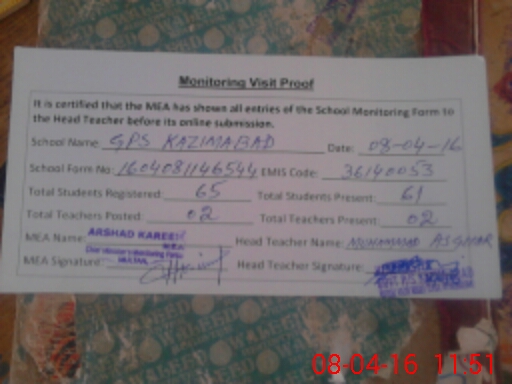 Monitoring Visit Proof
It is certified that the MEA has shown all entries of the School Monitoring Form to
the Head Teacher before its online submission.
School Name: GPS KAZIMABAD Date: 08-04-16
School Form No: 1604081146544 EMIS Code: 36140053
Total Students Registered: 65 Total Students Present: 61
Total Teachers Posted: 02 Total Teachers Present: 02
MEA Name: ARSHAD KAREEM Head Teacher Name: MUHAMMAD ASGHAR
M.E.A
MEA Signature: Head Teacher Signature:
08-04-16 11:51